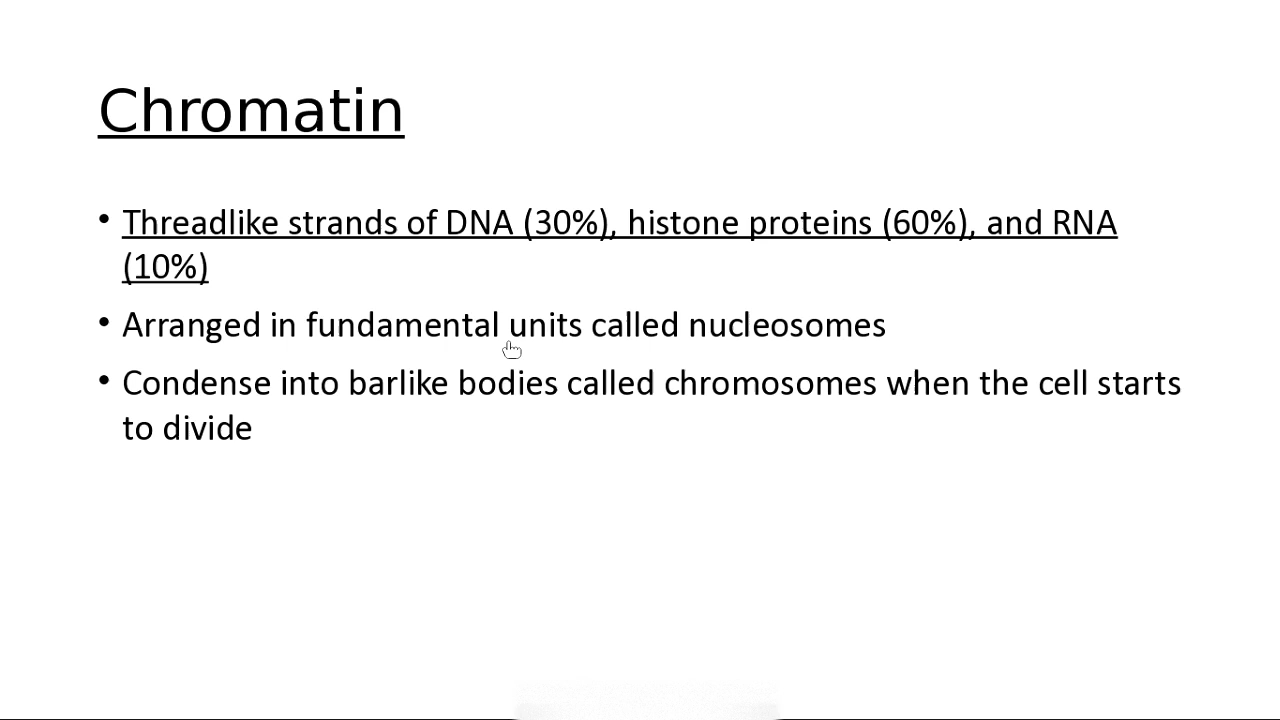 Chromatin
• Threadlike strands of DNA (30%), histone proteins (60%), and RNA
(10%)
• Arranged in fundamental units called nucleosomes
• Condense into barlike bodies called chromosomes when the cell starts
to divide